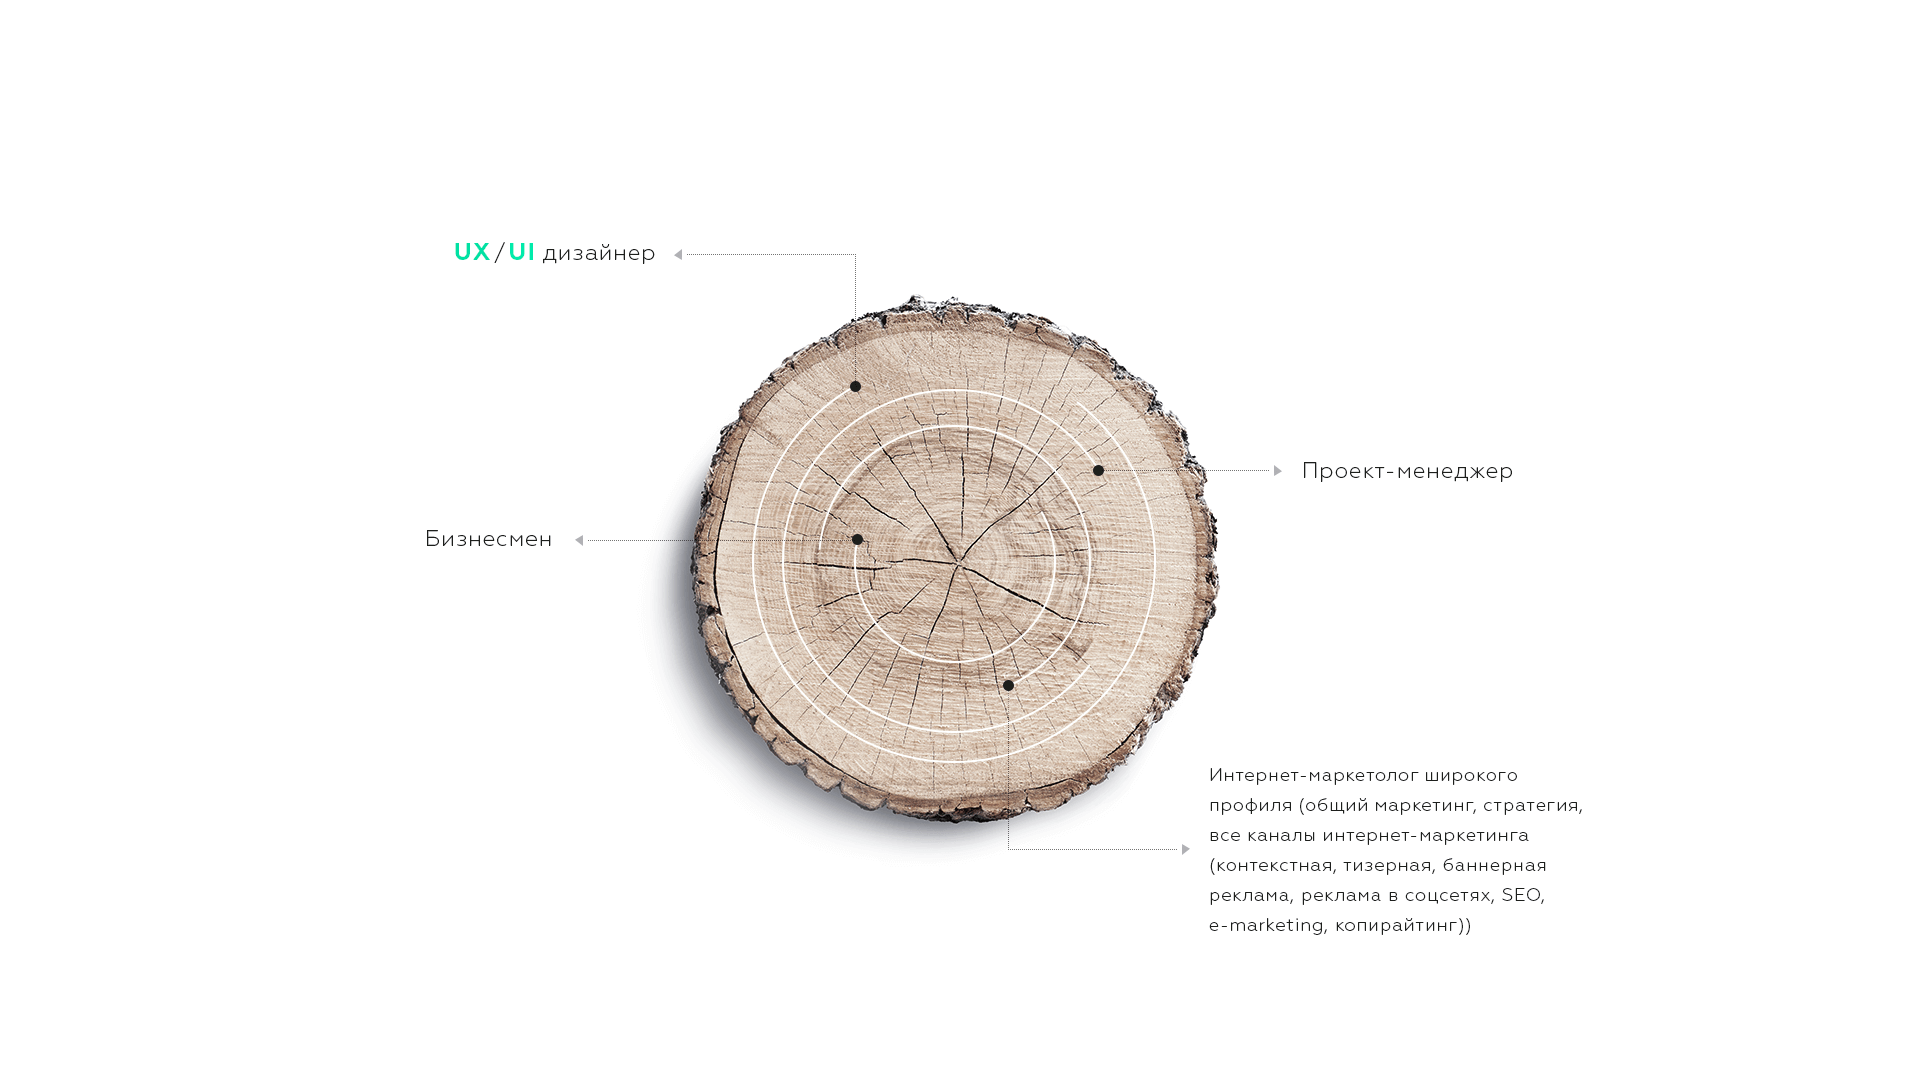 UX/UI дизайнер
Проект-менеджер
Бизнесмен
Интернет-маркетолог широкого
профиля (общий маркетинг, стратегия,
все каналы интернет-маркетинга
(контекстная, тизерная, баннерная
реклама, реклама в соцсетях, SEO,
e-marketing, копирайтинг))